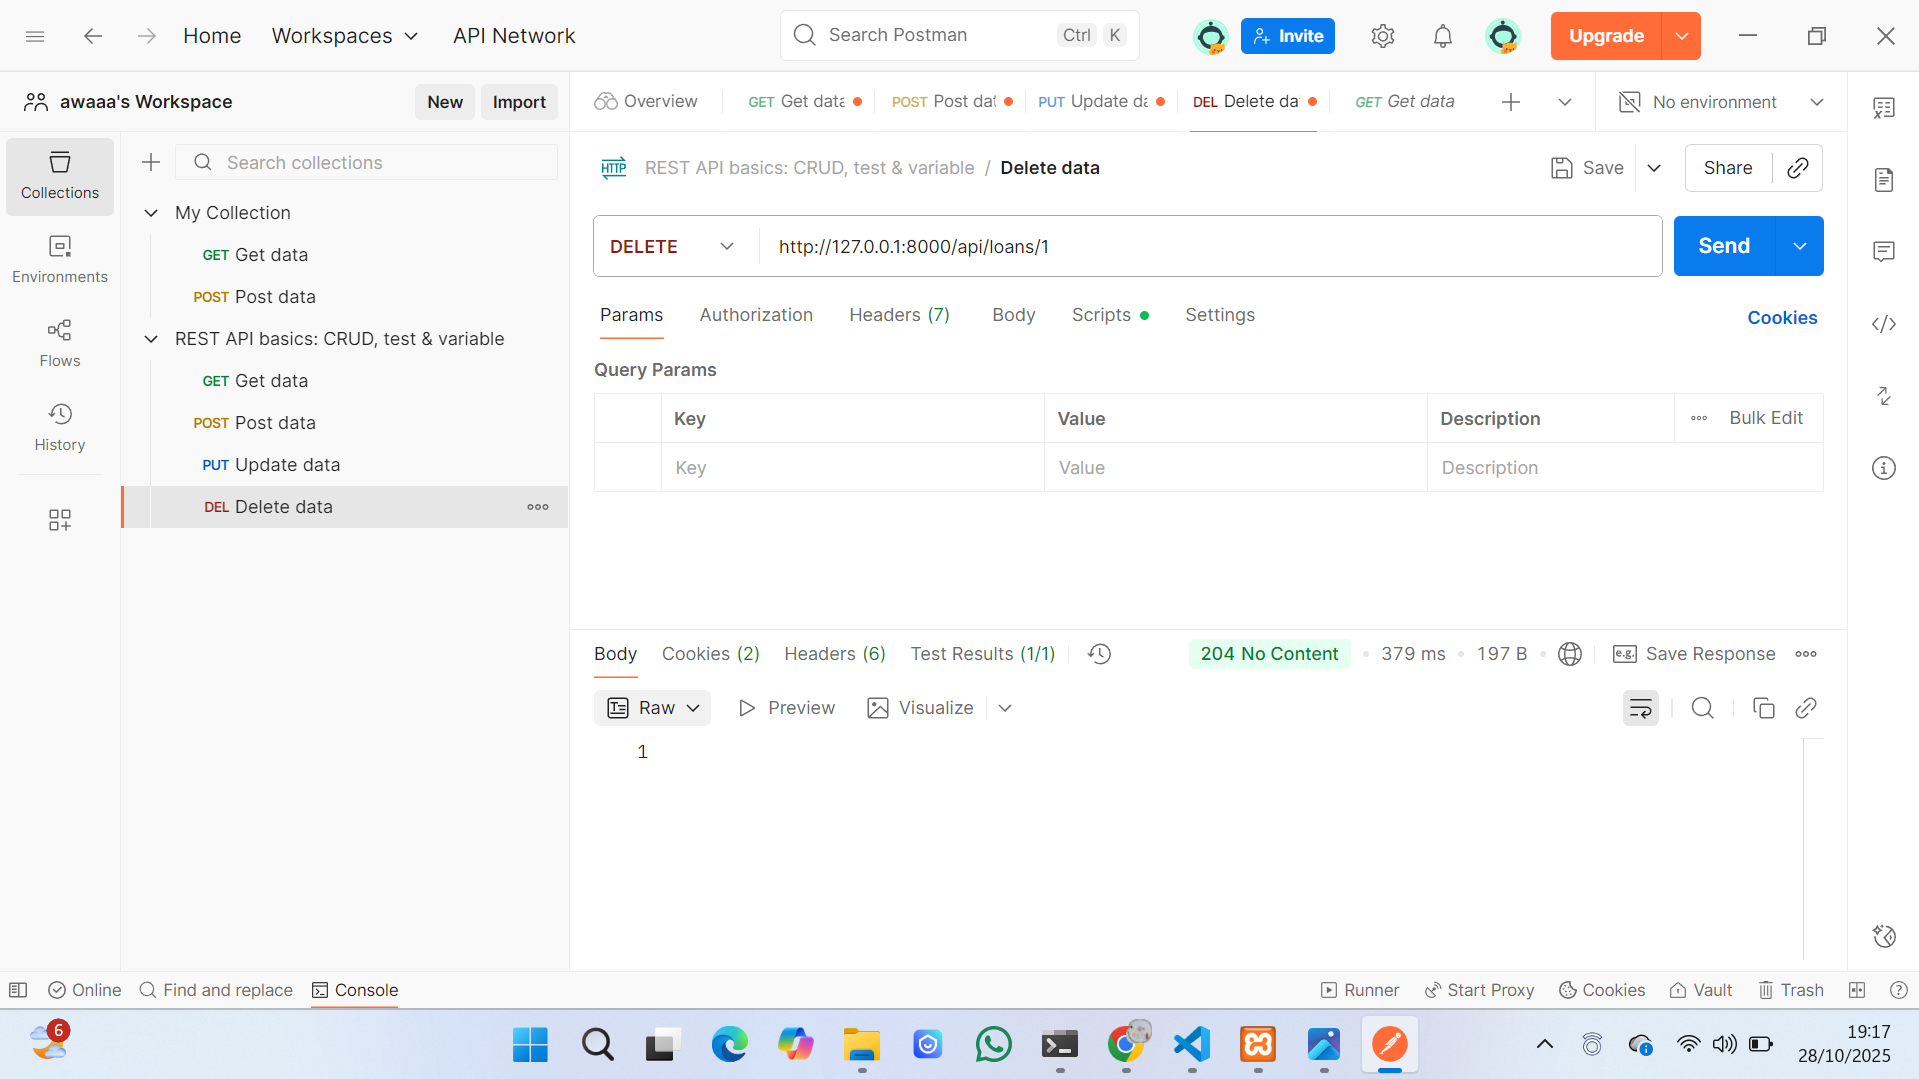 Home
Workspaces
API Network
Search Postman
Ctrl K
Invite
Upgrade
awaaa's Workspace
New
Import
Overview
GET Get data
POST Post dat
PUT Update da
DEL Delete da
GET Get data
No environment
Collections
Search collections
HTTP REST API basics: CRUD, test & variable / Delete data
Save
Share
My Collection
GET Get data
POST Post data
REST API basics: CRUD, test & variable
GET Get data
POST Post data
PUT Update data
DEL Delete data
Environments
Flows
History
DELETE
http://127.0.0.1:8000/api/loans/1
Send
Params
Authorization
Headers (7)
Body
Scripts
Settings
Cookies
Query Params
Key Value Description Bulk Edit
Key Value Description
Body
Cookies (2)
Headers (6)
Test Results (1/1)
204 No Content
379 ms
197 B
e.g. Save Response
Raw
Preview
Visualize
1
Online
Find and replace
Console
Runner
Start Proxy
Cookies
Vault
Trash
6
19:17
28/10/2025